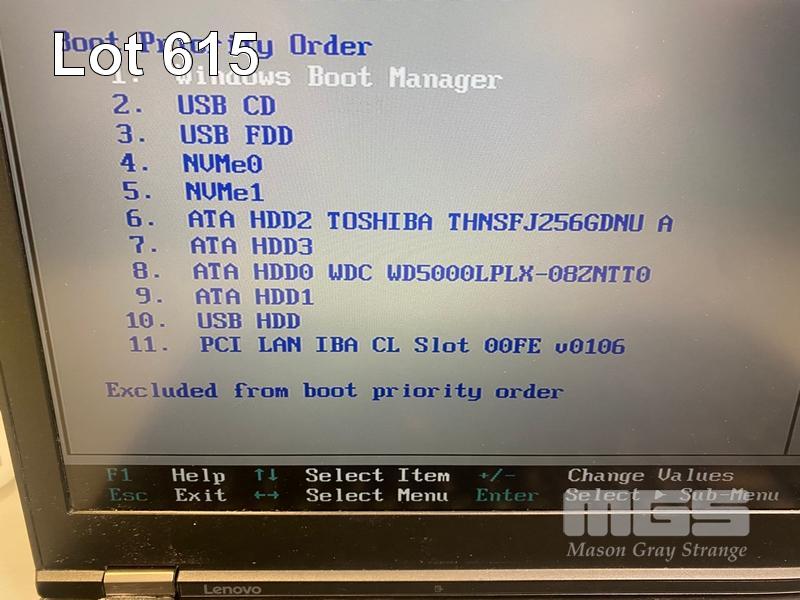 Boot Priority Order
Lot 615
1. Windows Boot Manager
2. USB CD
3. USB FDD
4. NVMe0
5. NVMe1
6. ATA HDD2 TOSHIBA THNSFJ256GDNU A
7. ATA HDD3
8. ATA HDD0 WDC WD5000LPLX-08ZNTT0
9. ATA HDD1
10. USB HDD
11. PCI LAN IBA CL Slot 00FE v0106
Excluded from boot priority order
F1 Help ↑↓ Select Item +/- Change Values
Esc Exit ←→ Select Menu Enter Select ▸ Sub-Menu
MGS
Mason Gray Strange
Lenovo